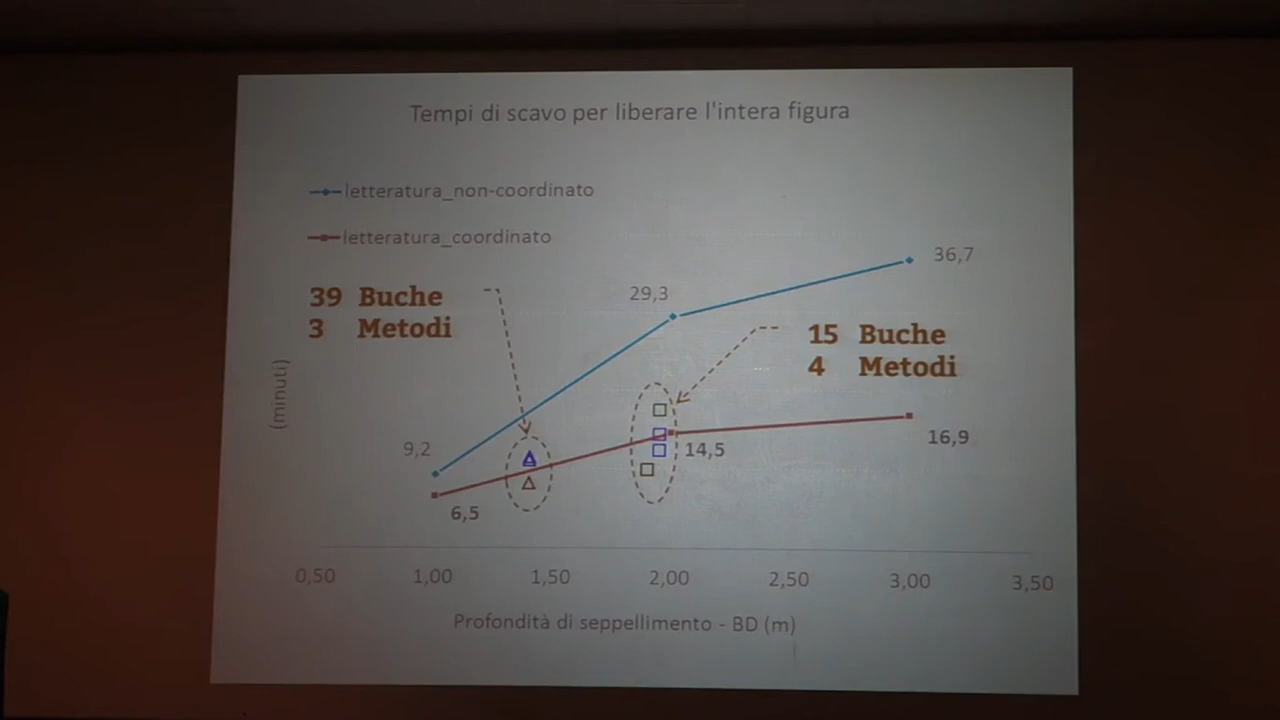 Tempi di scavo per liberare l'intera figura
letteratura_non-coordinato
letteratura_coordinato
39 Buche
3 Metodi
15 Buche
4 Metodi
(minuti)
9,2
29,3
36,7
6,5
14,5
16,9
0,50 1,00 1,50 2,00 2,50 3,00 3,50
Profondità di seppellimento - BD (m)